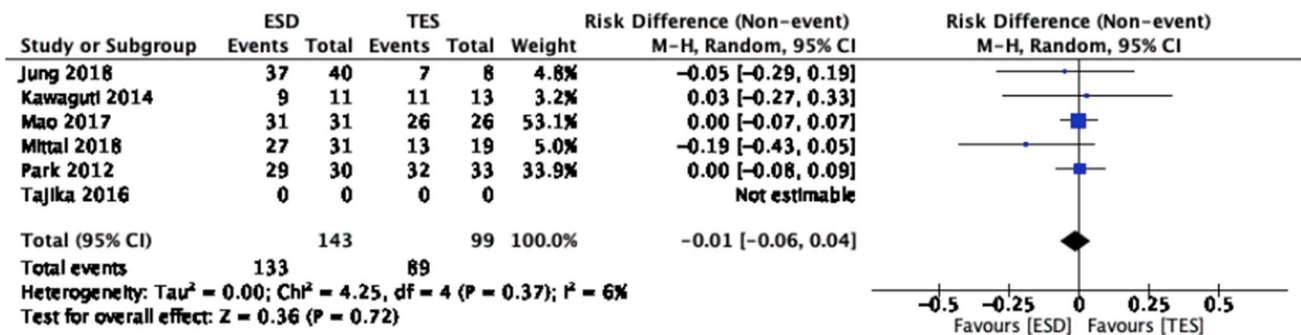 ESD TES Risk Difference (Non-event) Risk Difference (Non-event)
Study or Subgroup Events Total Events Total Weight M-H, Random, 95% CI M-H, Random, 95% CI
Jung 2018 37 40 7 8 4.8% −0.05 [−0.29, 0.19]
Kawaguti 2014 9 11 11 13 3.2% 0.03 [−0.27, 0.33]
Mao 2017 31 31 26 26 53.1% 0.00 [−0.07, 0.07]
Mittal 2018 27 31 13 19 5.0% −0.19 [−0.43, 0.05]
Park 2012 29 30 32 33 33.9% 0.00 [−0.08, 0.09]
Tajika 2016 0 0 0 0 Not estimable
Total (95% CI) 143 99 100.0% −0.01 [−0.06, 0.04]
Total events 133 89
Heterogeneity: Tau² = 0.00; Chi² = 4.25, df = 4 (P = 0.37); I² = 6%
Test for overall effect: Z = 0.36 (P = 0.72)
−0.5 −0.25 0 0.25 0.5
Favours [ESD] Favours [TES]